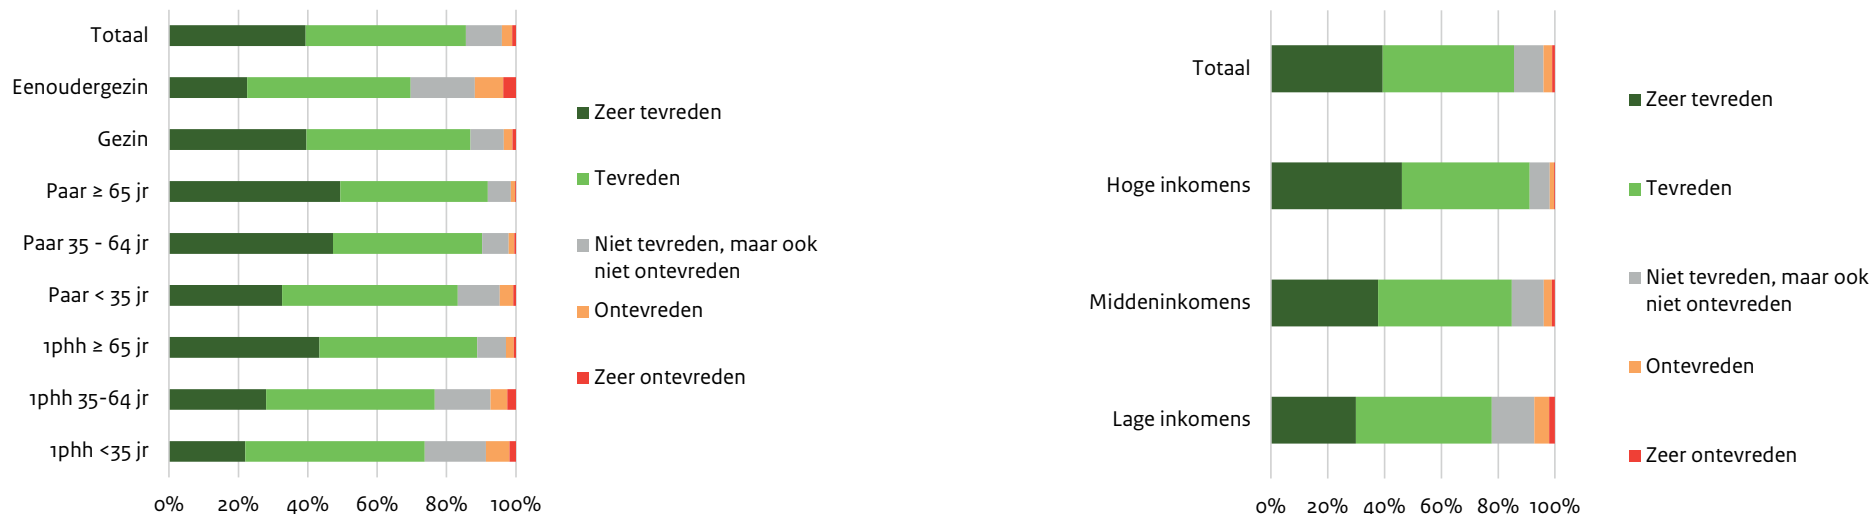 Totaal
Eenoudergezin
Gezin
Paar ≥ 65 jr
Paar 35 - 64 jr
Paar < 35 jr
1phh ≥ 65 jr
1phh 35-64 jr
1phh <35 jr
0% 20% 40% 60% 80% 100%
Zeer tevreden
Tevreden
Niet tevreden, maar ook
niet ontevreden
Ontevreden
Zeer ontevreden
Totaal
Hoge inkomens
Middeninkomens
Lage inkomens
0% 20% 40% 60% 80% 100%
Zeer tevreden
Tevreden
Niet tevreden, maar ook
niet ontevreden
Ontevreden
Zeer ontevreden